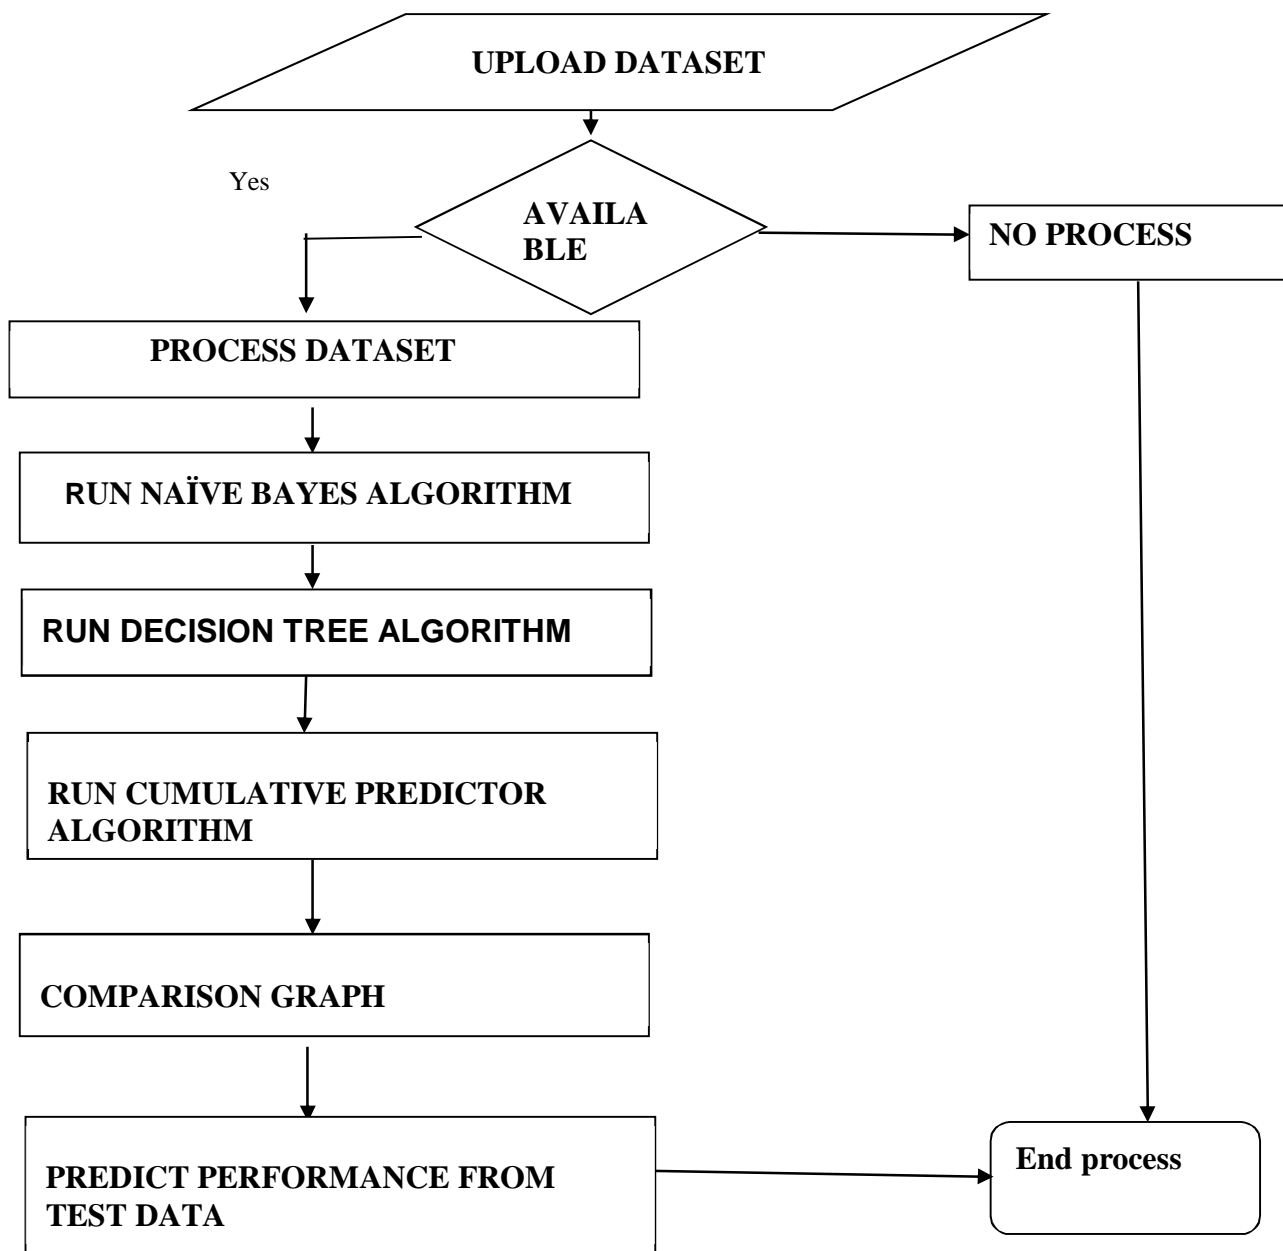 UPLOAD DATASET
Yes
AVAILA
BLE
NO PROCESS
PROCESS DATASET
RUN NAÏVE BAYES ALGORITHM
RUN DECISION TREE ALGORITHM
RUN CUMULATIVE PREDICTOR
ALGORITHM
COMPARISON GRAPH
PREDICT PERFORMANCE FROM
TEST DATA
End process